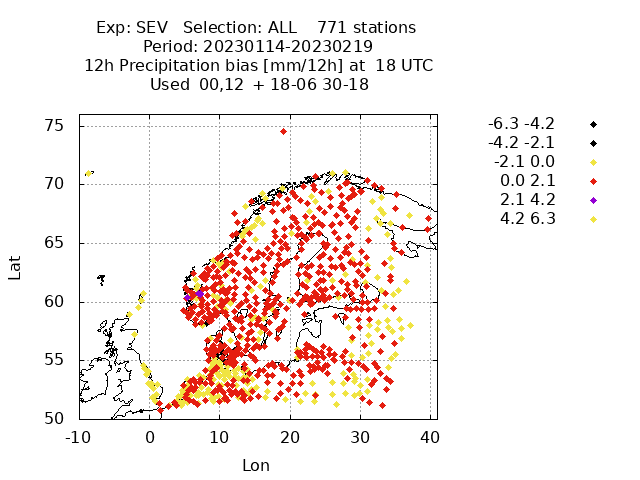 Exp: SEV   Selection: ALL    771 stations
Period: 20230114-20230219
12h Precipitation bias [mm/12h] at  18 UTC
Used  00,12  + 18-06 30-18
-6.3 -4.2
-4.2 -2.1
-2.1 0.0
0.0 2.1
2.1 4.2
4.2 6.3
75
70
65
60
55
50
Lat
-10 0 10 20 30 40
Lon